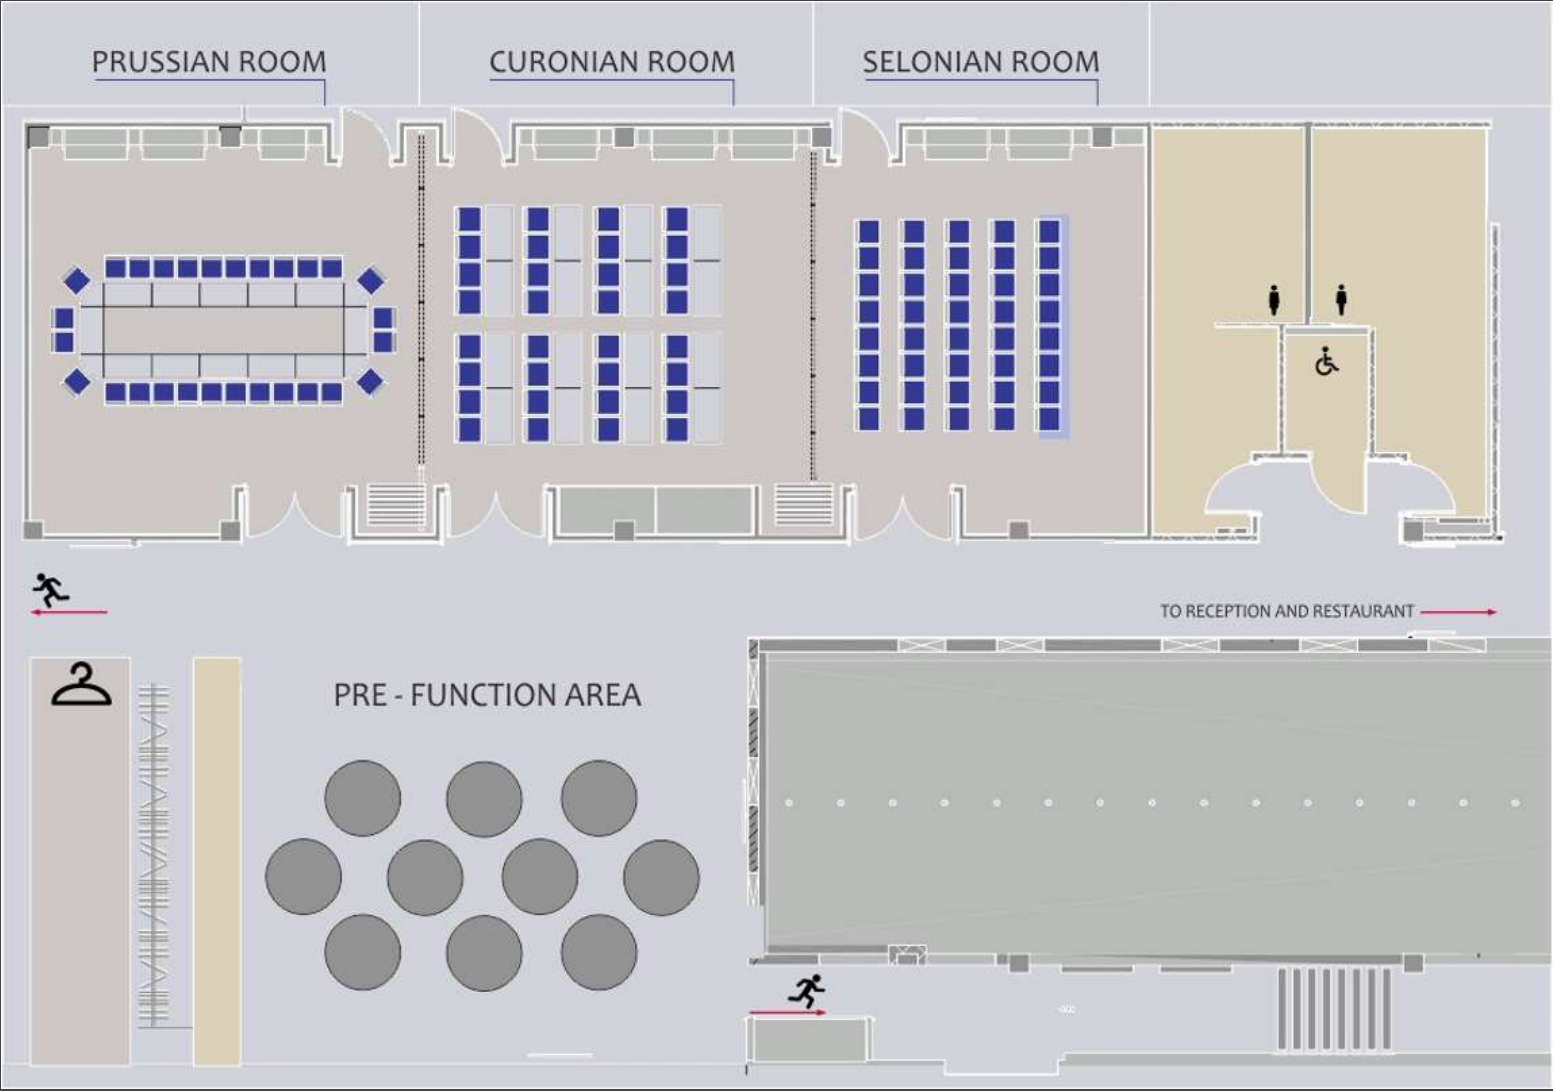 PRUSSIAN ROOM
CURONIAN ROOM
SELONIAN ROOM
TO RECEPTION AND RESTAURANT
PRE - FUNCTION AREA